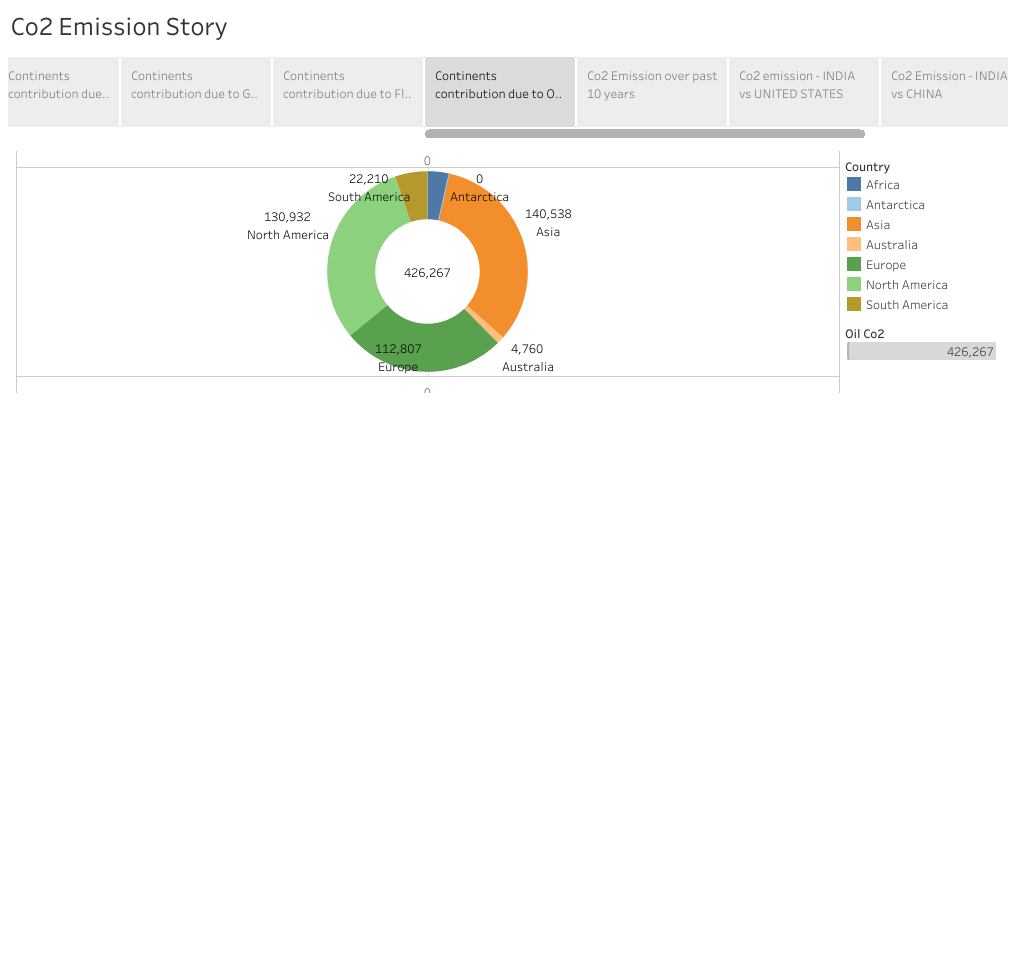 Co2 Emission Story
Continents
contribution due..
Continents
contribution due to G..
Continents
contribution due to Fl..
Continents
contribution due to O..
Co2 Emission over past
10 years
Co2 emission - INDIA
vs UNITED STATES
Co2 Emission - INDIA
vs CHINA
0
22,210
South America
0
Antarctica
130,932
North America
140,538
Asia
426,267
112,807
Europe
4,760
Australia
0
Country
Africa
Antarctica
Asia
Australia
Europe
North America
South America
Oil Co2
426,267